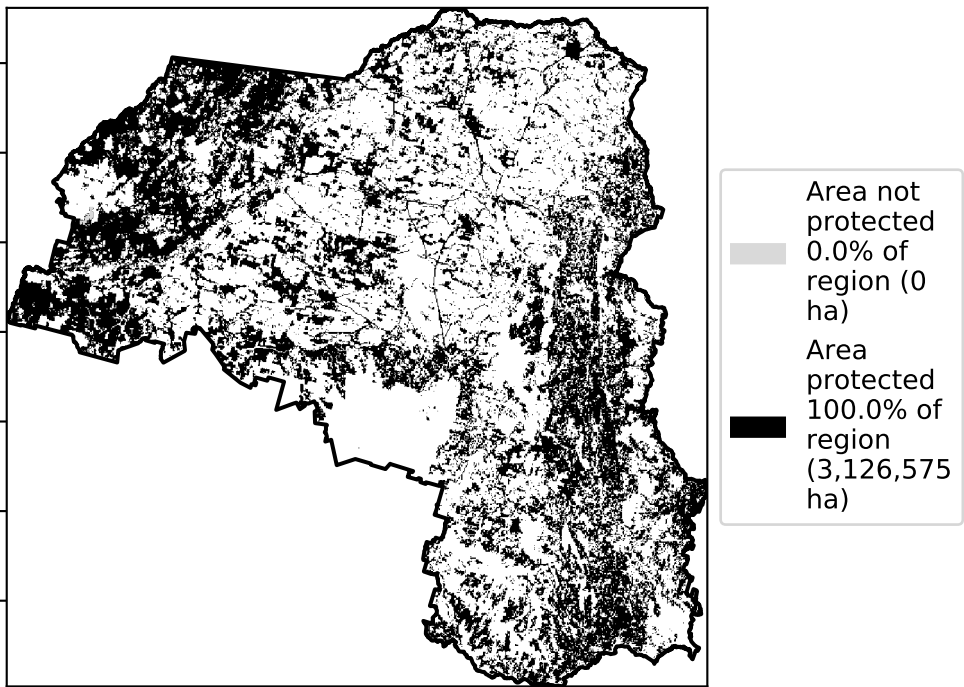 Area not
protected
0.0% of
region (0
ha)
Area
protected
100.0% of
region
(3,126,575
ha)